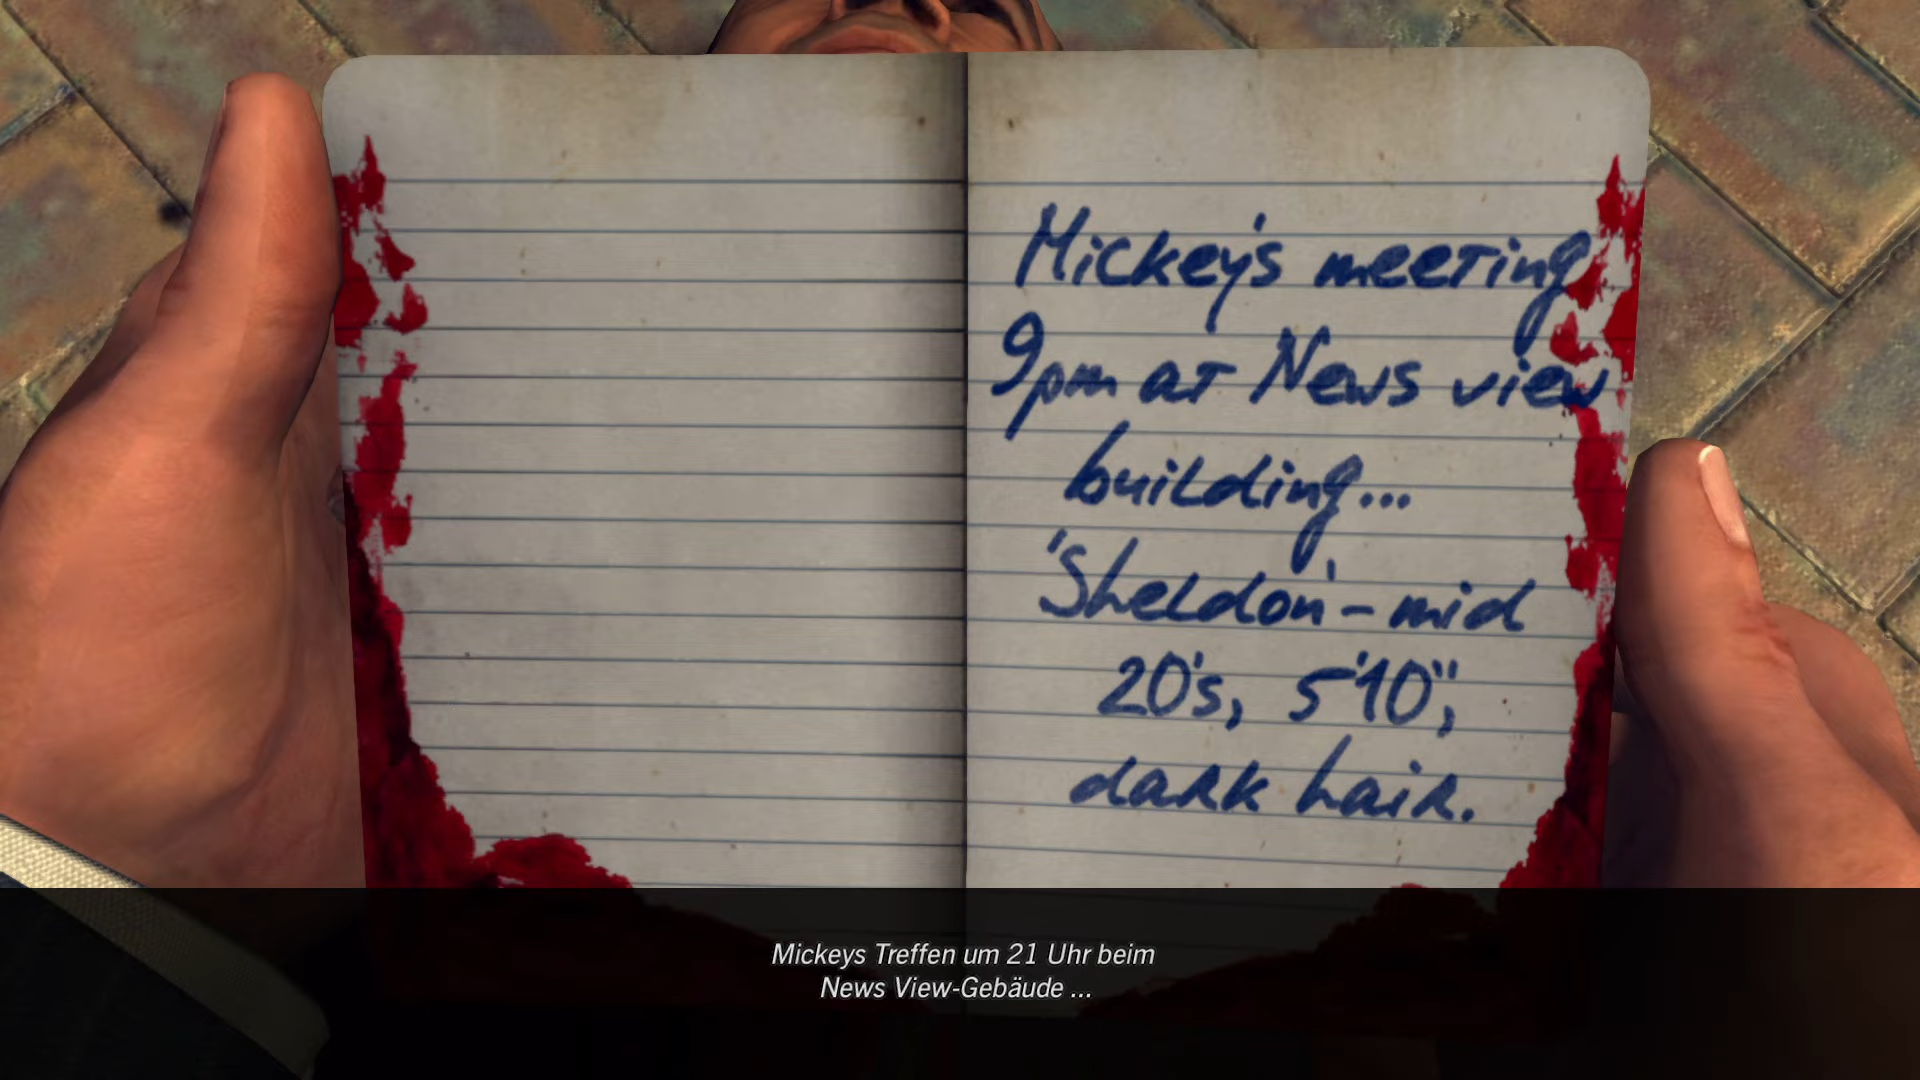 Mickey's meeting
9pm at News view
building...
'Sheldon' - mid
20's, 5'10",
dark hair.
Mickeys Treffen um 21 Uhr beim
News View-Gebäude ...